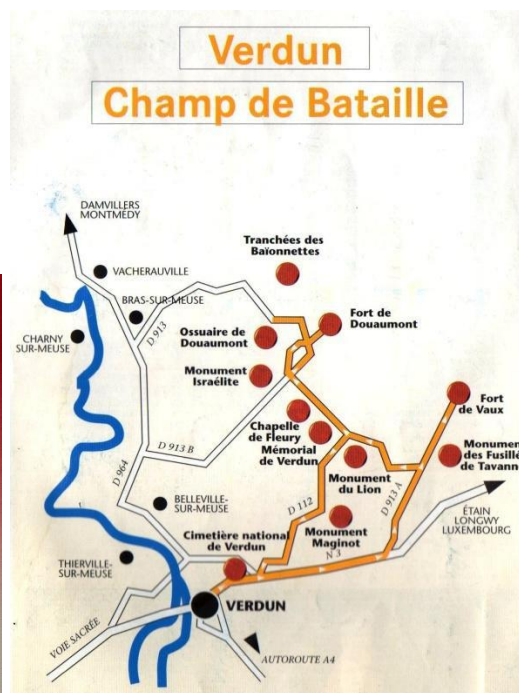 Verdun
Champ de Bataille
DAMVILLERS
MONTMÉDY
Tranchées des
Baïonnettes
VACHERAUVILLE
BRAS-SUR-MEUSE
Fort de
Douaumont
CHARNY
SUR-MEUSE
D 913
Ossuaire de
Douaumont
Monument
Israélite
Fort
de Vaux
Chapelle
de Fleury
Mémorial
de Verdun
D 913 B
Monument
des Fusillé
de Tavann
D 964
Monument
du Lion
D 913 A
BELLEVILLE-
SUR-MEUSE
D 112
ÉTAIN
LONGWY
LUXEMBOURG
Monument
Maginot
Cimetière national
de Verdun
N 3
THIERVILLE-
SUR-MEUSE
VERDUN
VOIE SACRÉE
AUTOROUTE A4